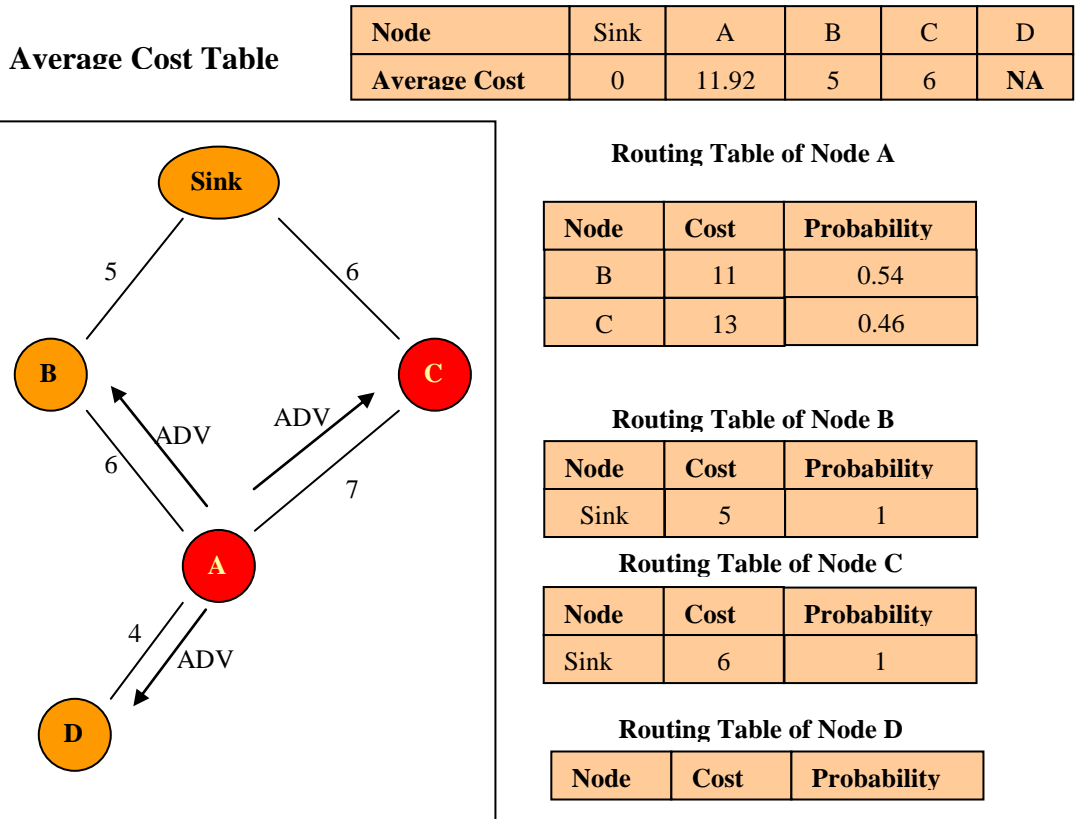 Average Cost Table
Node Sink A B C D
Average Cost 0 11.92 5 6 NA
Sink
5 6
B C
ADV ADV
6 7
A
4
ADV
D
Routing Table of Node A
Node Cost Probability
B 11 0.54
C 13 0.46
Routing Table of Node B
Node Cost Probability
Sink 5 1
Routing Table of Node C
Node Cost Probability
Sink 6 1
Routing Table of Node D
Node Cost Probability